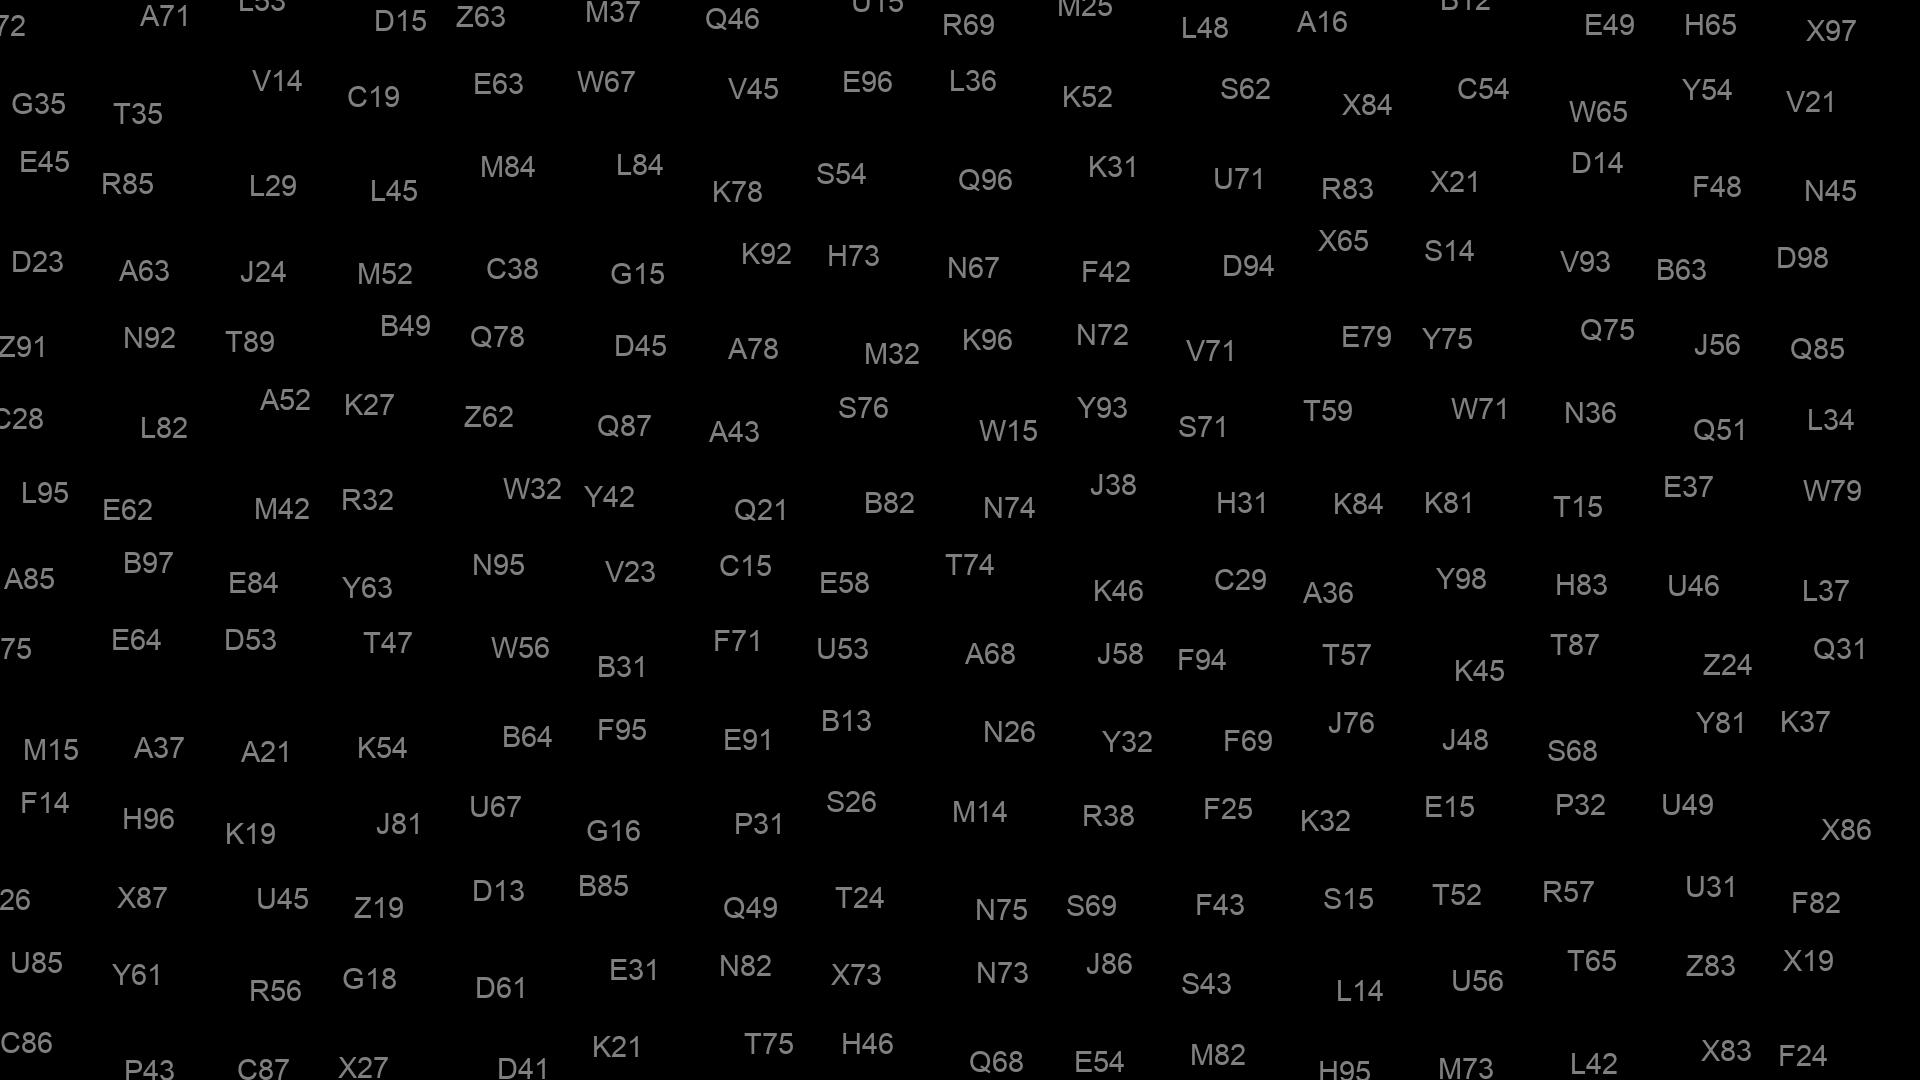 72 A71 L53 D15 Z63 M37 Q46 U15 R69 M25 L48 A16 B12 E49 H65 X97
G35 T35 V14 C19 E63 W67 V45 E96 L36 K52 S62 X84 C54 W65 Y54 V21
E45 R85 L29 L45 M84 L84 K78 S54 Q96 K31 U71 R83 X21 D14 F48 N45
D23 A63 J24 M52 C38 G15 K92 H73 N67 F42 D94 X65 S14 V93 B63 D98
Z91 N92 T89 B49 Q78 D45 A78 M32 K96 N72 V71 E79 Y75 Q75 J56 Q85
C28 L82 A52 K27 Z62 Q87 A43 S76 W15 Y93 S71 T59 W71 N36 Q51 L34
L95 E62 M42 R32 W32 Y42 Q21 B82 N74 J38 H31 K84 K81 T15 E37 W79
A85 B97 E84 Y63 N95 V23 C15 E58 T74 K46 C29 A36 Y98 H83 U46 L37
75 E64 D53 T47 W56 B31 F71 U53 A68 J58 F94 T57 K45 T87 Z24 Q31
M15 A37 A21 K54 B64 F95 E91 B13 N26 Y32 F69 J76 J48 S68 Y81 K37
F14 H96 K19 J81 U67 G16 P31 S26 M14 R38 F25 K32 E15 P32 U49 X86
26 X87 U45 Z19 D13 B85 Q49 T24 N75 S69 F43 S15 T52 R57 U31 F82
U85 Y61 R56 G18 D61 E31 N82 X73 N73 J86 S43 L14 U56 T65 Z83 X19
C86 P43 C87 X27 D41 K21 T75 H46 Q68 E54 M82 H95 M73 L42 X83 F24